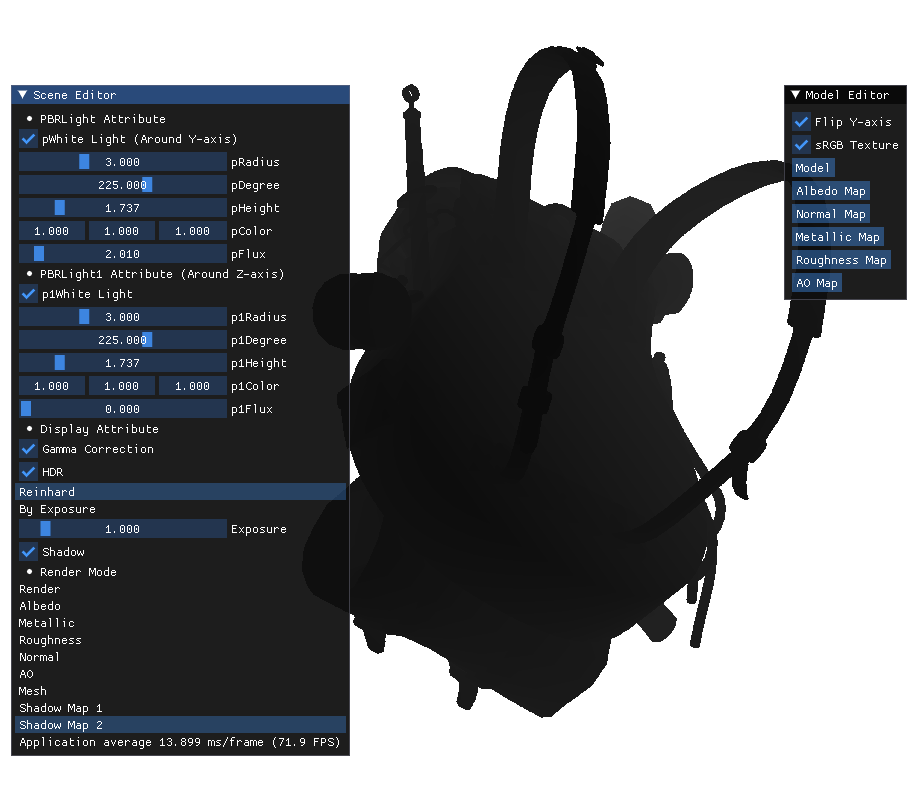 Scene Editor
PBRLight Attribute
pWhite Light (Around Y-axis)
3.000 pRadius
225.000 pDegree
1.737 pHeight
1.000 1.000 1.000 pColor
2.010 pFlux
PBRLight1 Attribute (Around Z-axis)
p1White Light
3.000 p1Radius
225.000 p1Degree
1.737 p1Height
1.000 1.000 1.000 p1Color
0.000 p1Flux
Display Attribute
Gamma Correction
HDR
Reinhard
By Exposure
1.000 Exposure
Shadow
Render Mode
Render
Albedo
Metallic
Roughness
Normal
AO
Mesh
Shadow Map 1
Shadow Map 2
Application average 13.899 ms/frame (71.9 FPS)
Model Editor
Flip Y-axis
sRGB Texture
Model
Albedo Map
Normal Map
Metallic Map
Roughness Map
AO Map